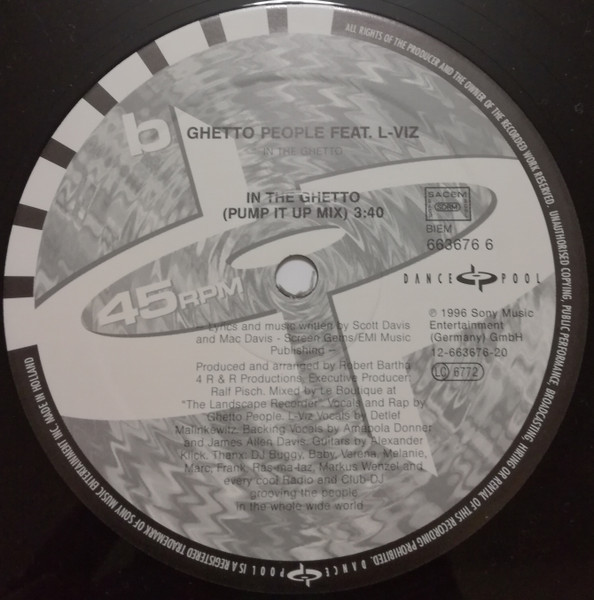 b
GHETTO PEOPLE FEAT. L-VIZ
IN THE GHETTO
IN THE GHETTO
(PUMP IT UP MIX) 3:40
SACEM
BIEM
663676 6
DANCE POOL
45RPM
℗ 1996 Sony Music
Entertainment
(Germany) GmbH
12-663676-20
LC 6772
– Lyrics and music written by Scott Davis
and Mac Davis - Screen Gems/EMI Music
Publishing –
Produced and arranged by Robert Bartha
4 R & R Productions, Executive Producer:
Ralf Pisch. Mixed by Le Boutique at
"The Landscape Recorder" Vocals and Rap by
Ghetto People. L-Viz Vocals by Detlef
Malinkewitz. Backing Vocals by Amapola Donner
and James Allen Davis. Guitars by Alexander
Klick. Thanx: DJ Buggy, Baby, Varena, Melanie,
Marc, Frank, Ras-ma-taz, Markus Wenzel and
every cool Radio and Club DJ
grooving the people
in the whole wide world
ALL RIGHTS OF THE PRODUCER AND THE OWNER OF THE RECORDED WORK RESERVED. UNAUTHORISED COPYING, PUBLIC PERFORMANCE, BROADCASTING, HIRING OR RENTAL OF THIS RECORDING PROHIBITED.
DANCE POOL IS A REGISTERED TRADEMARK OF SONY MUSIC ENTERTAINMENT INC. MADE IN HOLLAND